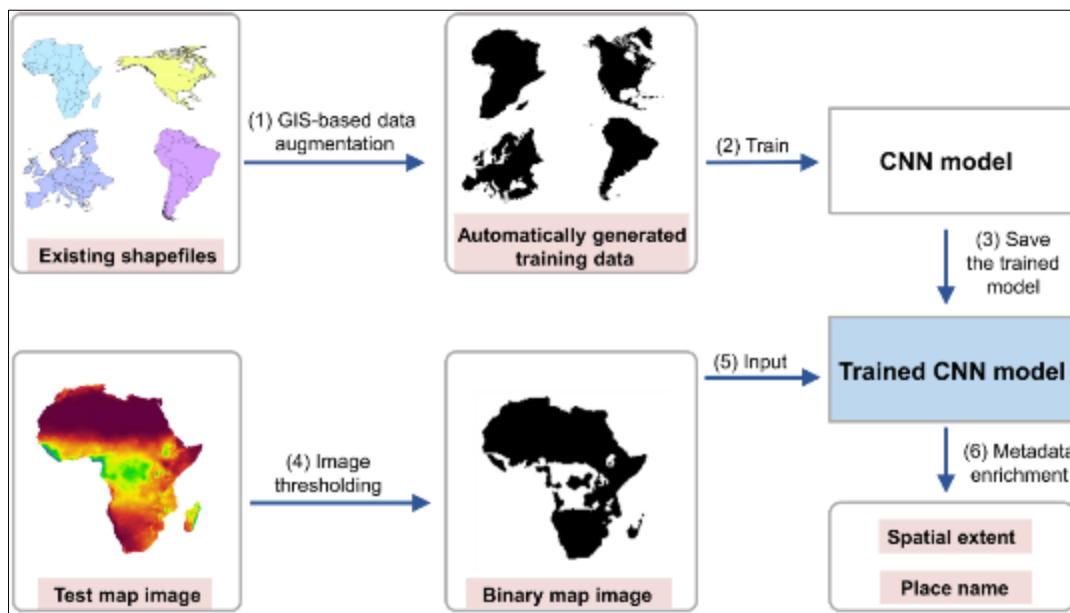 Existing shapefiles
(1) GIS-based data
augmentation
Automatically generated
training data
(2) Train
CNN model
(3) Save
the trained
model
Test map image
(4) Image
thresholding
Binary map image
(5) Input
Trained CNN model
(6) Metadata
enrichment
Spatial extent
Place name